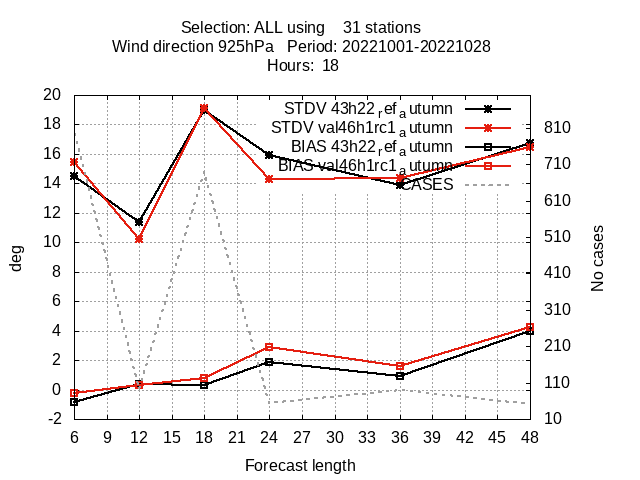 Selection: ALL using 31 stations
Wind direction 925hPa Period: 20221001-20221028
Hours: 18
STDV 43h22ref_autumn
STDV val46h1rc1_autumn
BIAS 43h22ref_autumn
BIAS val46h1rc1_autumn
CASES
20
18
16
14
12
10
8
6
4
2
0
-2
deg
810
710
610
510
410
310
210
110
10
No cases
6 9 12 15 18 21 24 27 30 33 36 39 42 45 48
Forecast length